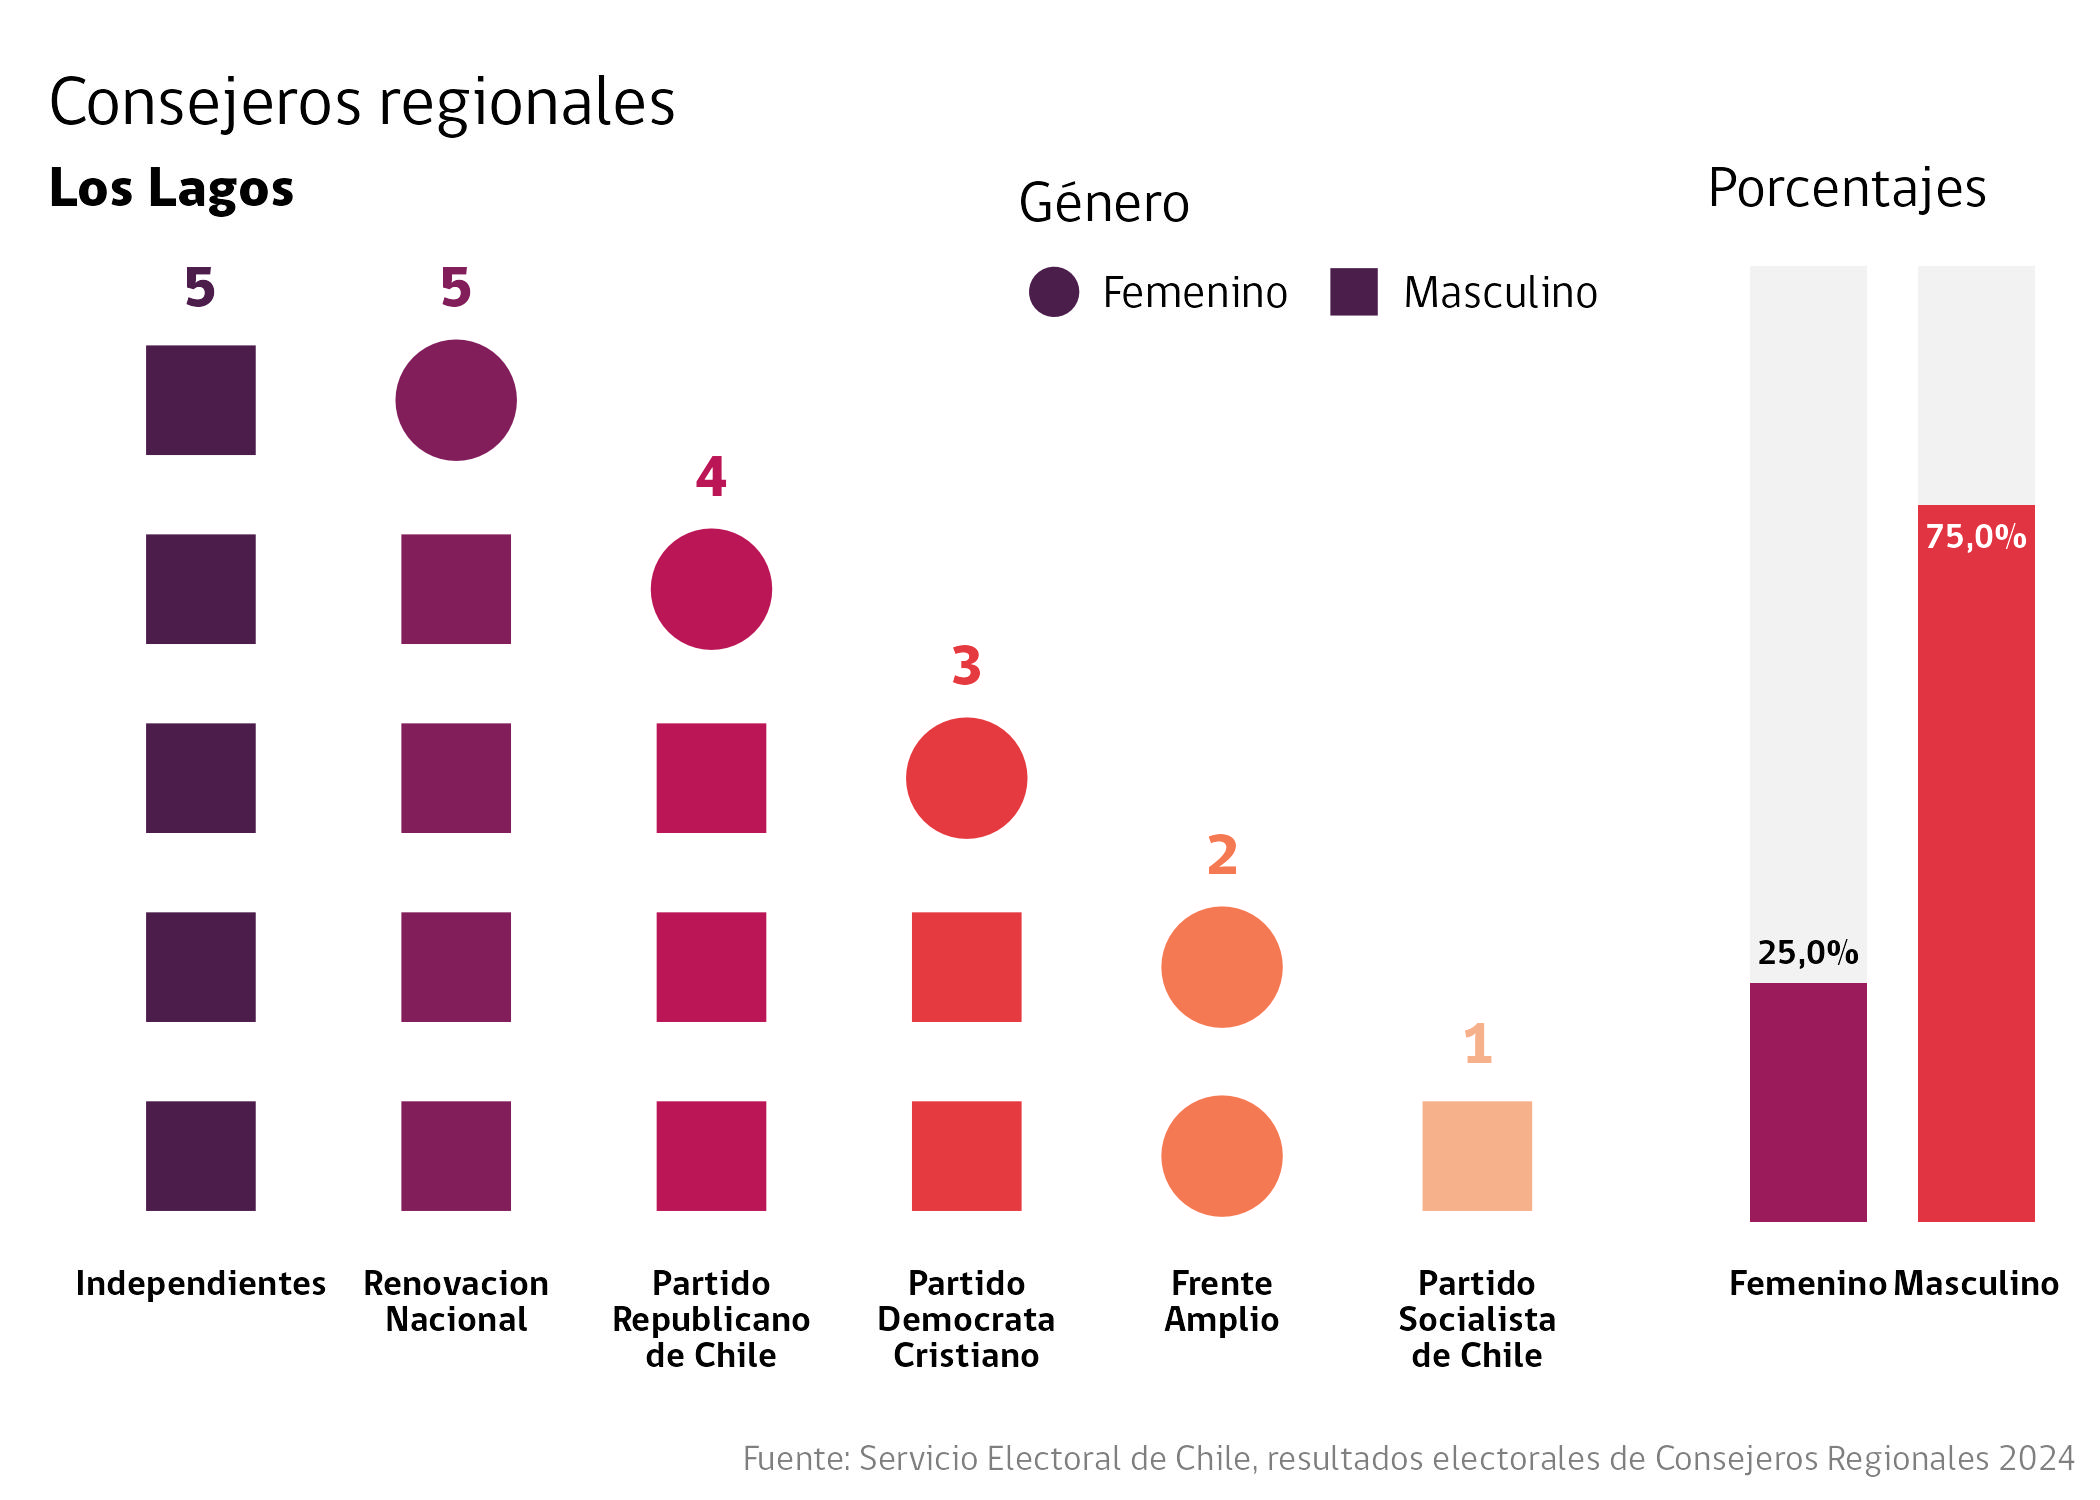 Consejeros regionales
Los Lagos
Género
Femenino
Masculino
Porcentajes
5
5
4
3
2
1
75,0%
25,0%
Independientes
Renovacion
Nacional
Partido
Republicano
de Chile
Partido
Democrata
Cristiano
Frente
Amplio
Partido
Socialista
de Chile
Femenino
Masculino
Fuente: Servicio Electoral de Chile, resultados electorales de Consejeros Regionales 2024